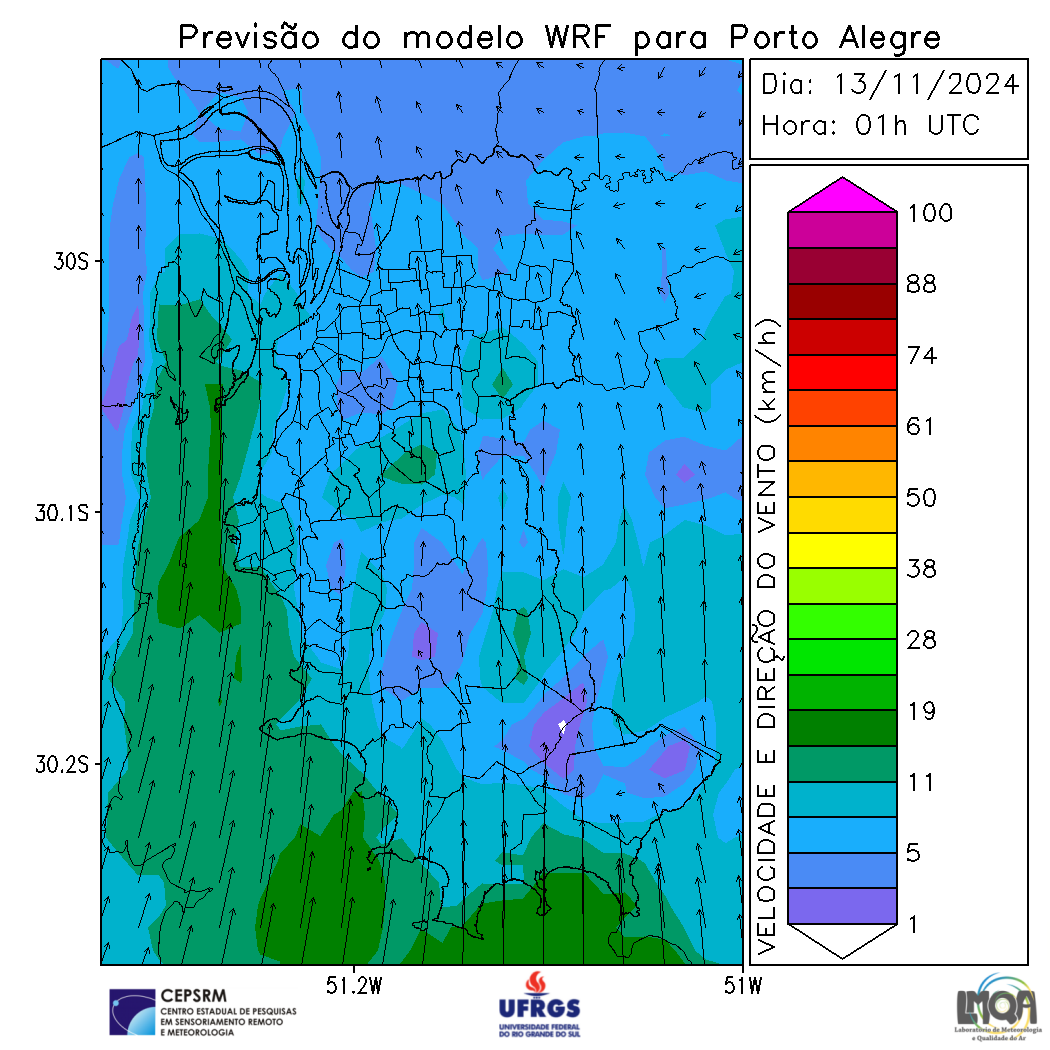 Previsão do modelo WRF para Porto Alegre
Dia: 13/11/2024
Hora: 01h UTC
30S
30.1S
30.2S
51.2W
51W
VELOCIDADE E DIREÇÃO DO VENTO (km/h)
100
88
74
61
50
38
28
19
11
5
1
CEPSRM
CENTRO ESTADUAL DE PESQUISAS
EM SENSORIAMENTO REMOTO
E METEOROLOGIA
UFRGS
UNIVERSIDADE FEDERAL
DO RIO GRANDE DO SUL
LMQA
Laboratório de Meteorologia
e Qualidade do Ar